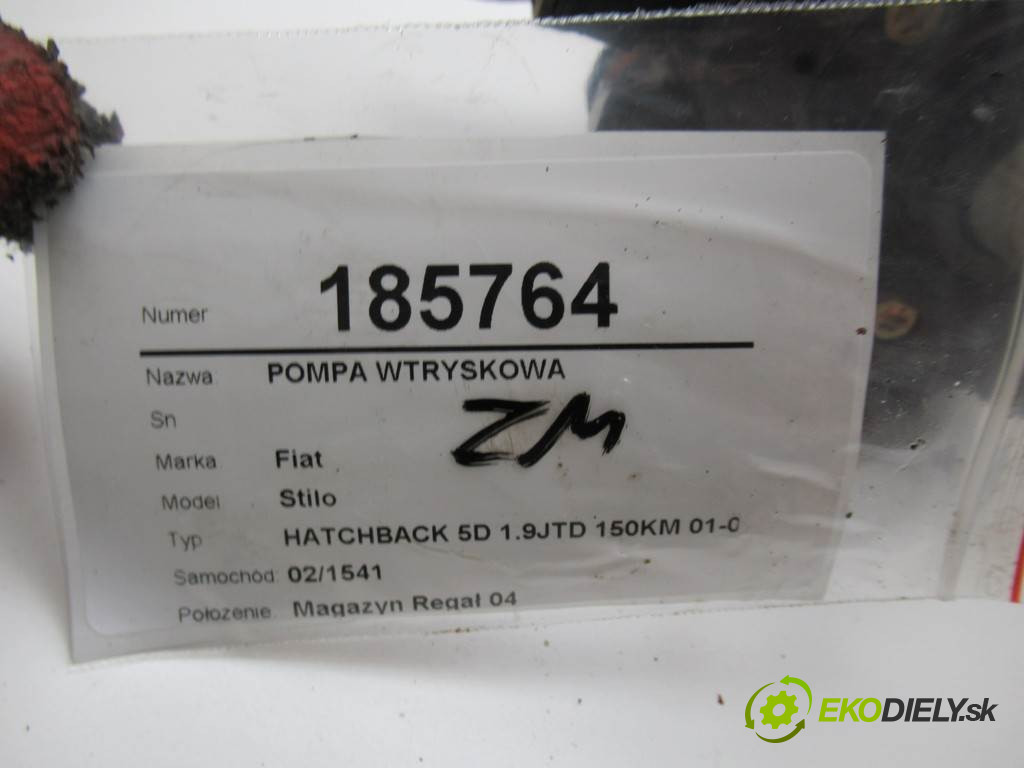 Numer 185764
Nazwa POMPA WTRYSKOWA
Sn
ZM
Marka Fiat
Model Stilo
Typ HATCHBACK 5D 1.9JTD 150KM 01-0
Samochód: 02/1541
Położenie: Magazyn Regał 04
EKODIELY.sk